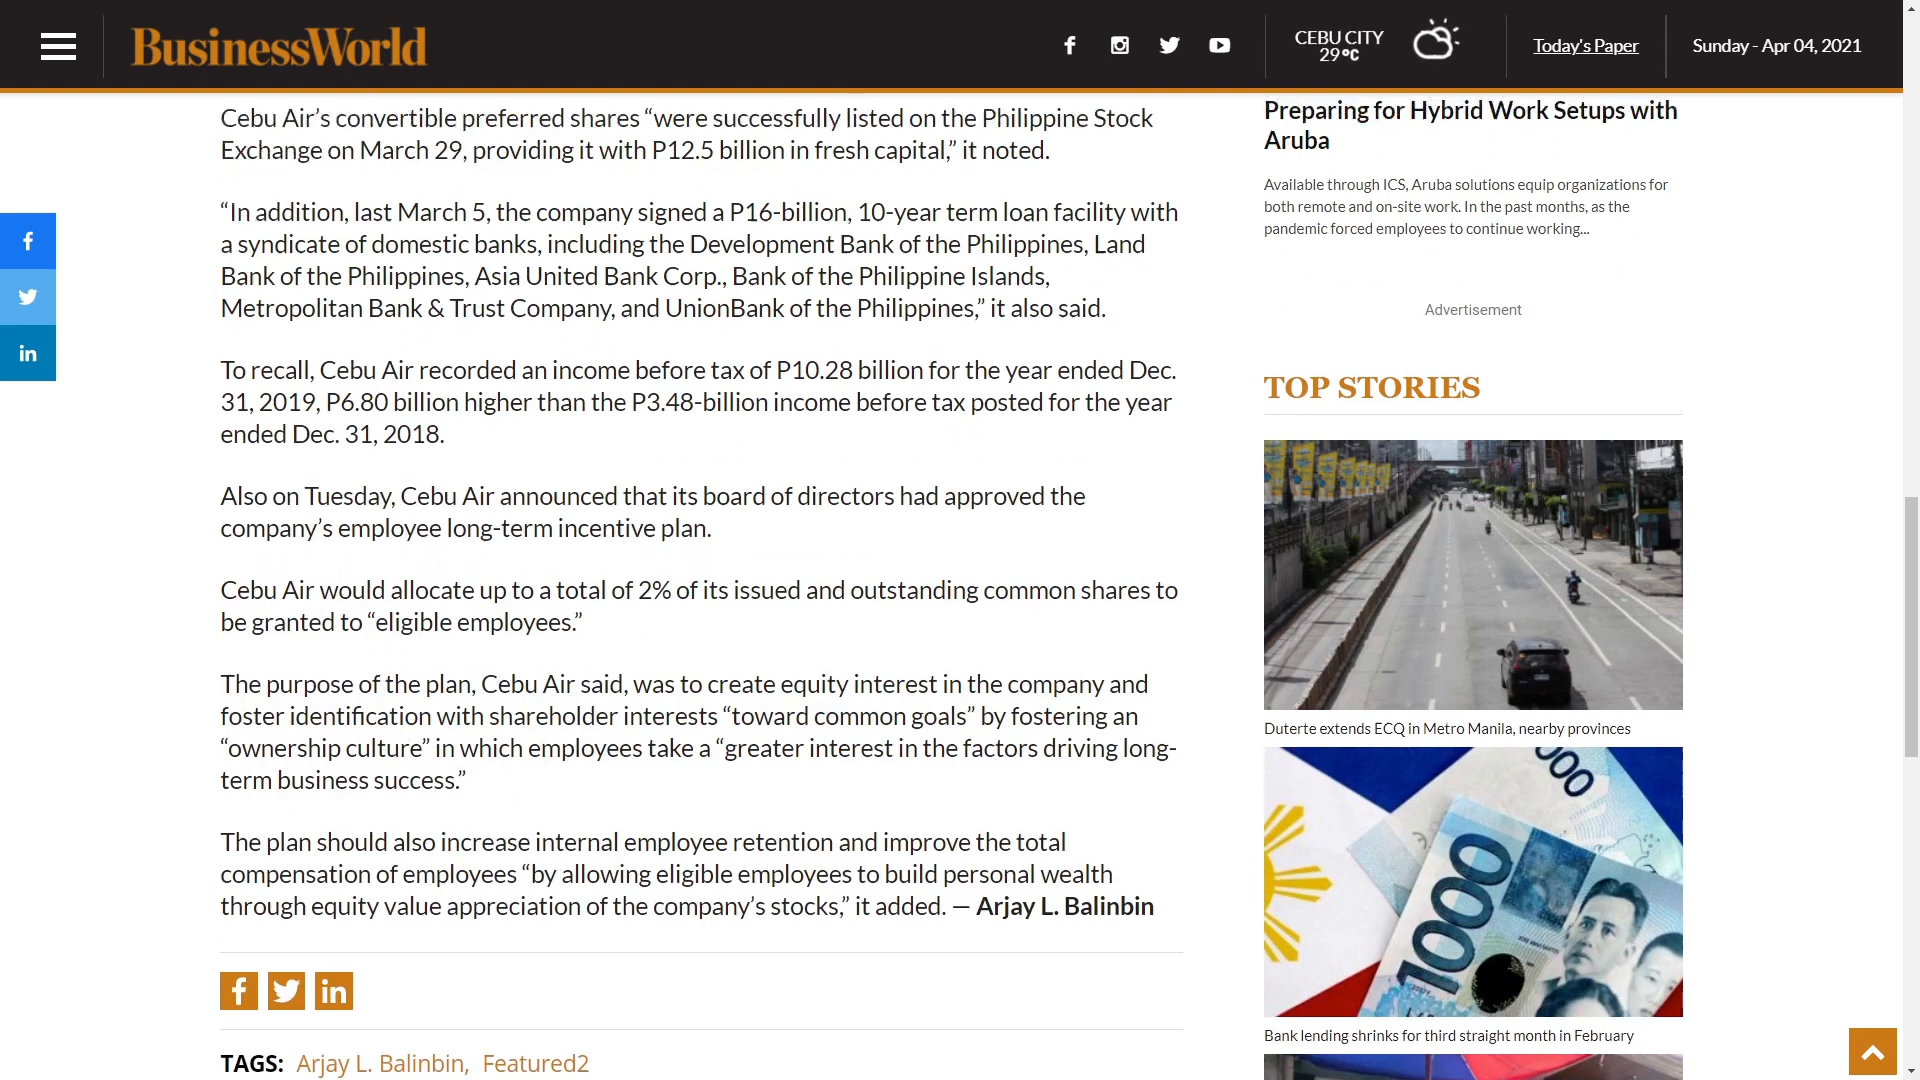 BusinessWorld
CEBU CITY
29°C
Today's Paper
Sunday - Apr 04, 2021
Cebu Air’s convertible preferred shares “were successfully listed on the Philippine Stock
Exchange on March 29, providing it with P12.5 billion in fresh capital,” it noted.
“In addition, last March 5, the company signed a P16-billion, 10-year term loan facility with
a syndicate of domestic banks, including the Development Bank of the Philippines, Land
Bank of the Philippines, Asia United Bank Corp., Bank of the Philippine Islands,
Metropolitan Bank & Trust Company, and UnionBank of the Philippines,” it also said.
To recall, Cebu Air recorded an income before tax of P10.28 billion for the year ended Dec.
31, 2019, P6.80 billion higher than the P3.48-billion income before tax posted for the year
ended Dec. 31, 2018.
Also on Tuesday, Cebu Air announced that its board of directors had approved the
company’s employee long-term incentive plan.
Cebu Air would allocate up to a total of 2% of its issued and outstanding common shares to
be granted to “eligible employees.”
The purpose of the plan, Cebu Air said, was to create equity interest in the company and
foster identification with shareholder interests “toward common goals” by fostering an
“ownership culture” in which employees take a “greater interest in the factors driving long-
term business success.”
The plan should also increase internal employee retention and improve the total
compensation of employees “by allowing eligible employees to build personal wealth
through equity value appreciation of the company’s stocks,” it added. — Arjay L. Balinbin
TAGS: Arjay L. Balinbin, Featured2
Preparing for Hybrid Work Setups with
Aruba
Available through ICS, Aruba solutions equip organizations for
both remote and on-site work. In the past months, as the
pandemic forced employees to continue working...
Advertisement
TOP STORIES
Duterte extends ECQ in Metro Manila, nearby provinces
000
1000
Bank lending shrinks for third straight month in February